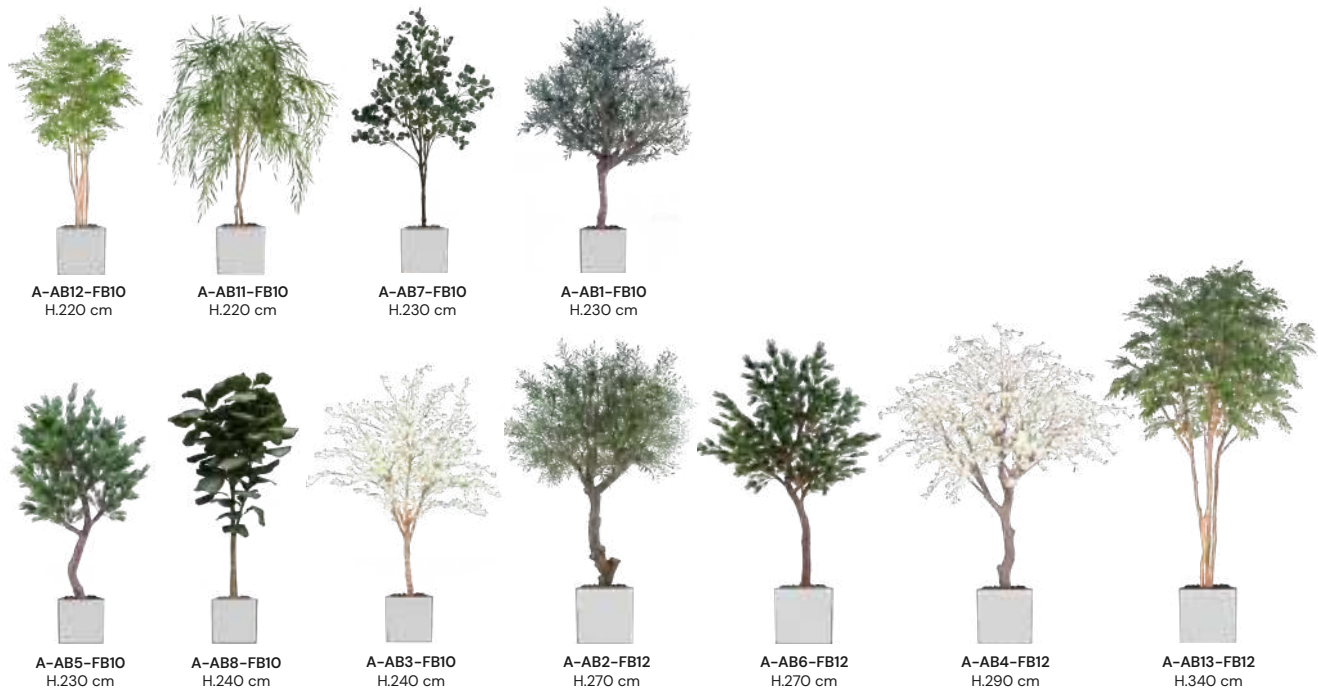 A-AB12-FB10
H.220 cm
A-AB11-FB10
H.220 cm
A-AB7-FB10
H.230 cm
A-AB1-FB10
H.230 cm
A-AB5-FB10
H.230 cm
A-AB8-FB10
H.240 cm
A-AB3-FB10
H.240 cm
A-AB2-FB12
H.270 cm
A-AB6-FB12
H.270 cm
A-AB4-FB12
H.290 cm
A-AB13-FB12
H.340 cm